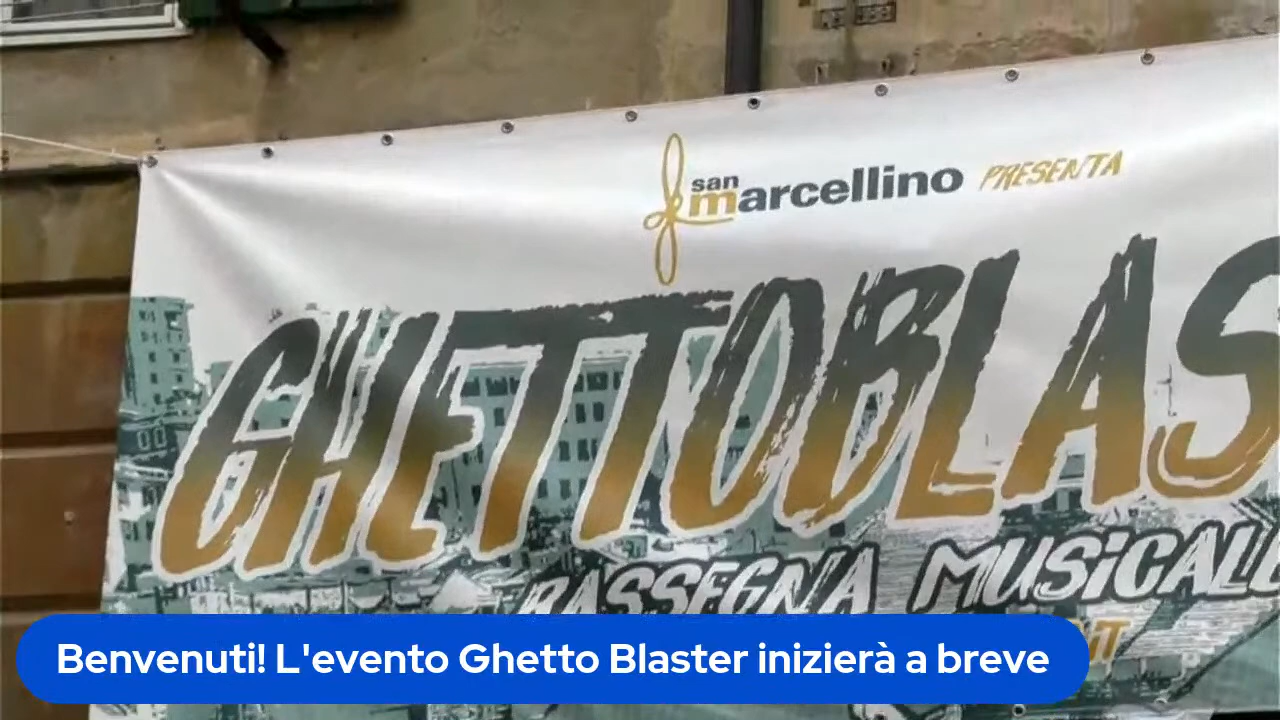 san
marcellino PRESENTA
GHETTOBLAS
RASSEGNA MUSiCALE
Benvenuti! L'evento Ghetto Blaster inizierà a breve